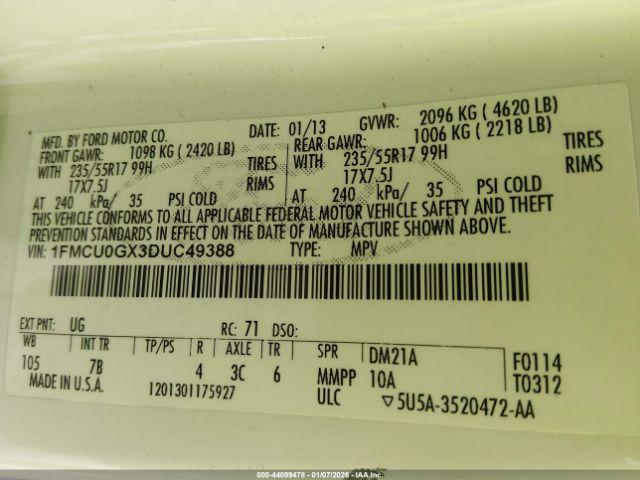 MFD. BY FORD MOTOR CO. DATE: 01/13 GVWR: 2096 KG ( 4620 LB)
FRONT GAWR: 1098 KG ( 2420 LB) REAR GAWR: 1006 KG ( 2218 LB)
WITH 235/55R17 99H TIRES WITH 235/55R17 99H TIRES
17X7.5J RIMS 17X7.5J RIMS
AT 240 kPa/ 35 PSI COLD AT 240 kPa/ 35 PSI COLD
THIS VEHICLE CONFORMS TO ALL APPLICABLE FEDERAL MOTOR VEHICLE SAFETY AND THEFT
PREVENTION STANDARDS IN EFFECT ON THE DATE OF MANUFACTURE SHOWN ABOVE.
VIN: 1FMCU0GX3DUC49388 TYPE: MPV
EXT PNT: UG RC: 71 DSO:
WB INT TR TP/PS R AXLE TR SPR DM21A F0114
105 7B 4 3C 6 MMPP 10A T0312
MADE IN U.S.A. 1201301175927 ULC ▽5U5A-3520472-AA
000-44099478 - 01/07/2026 - IAA Inc.